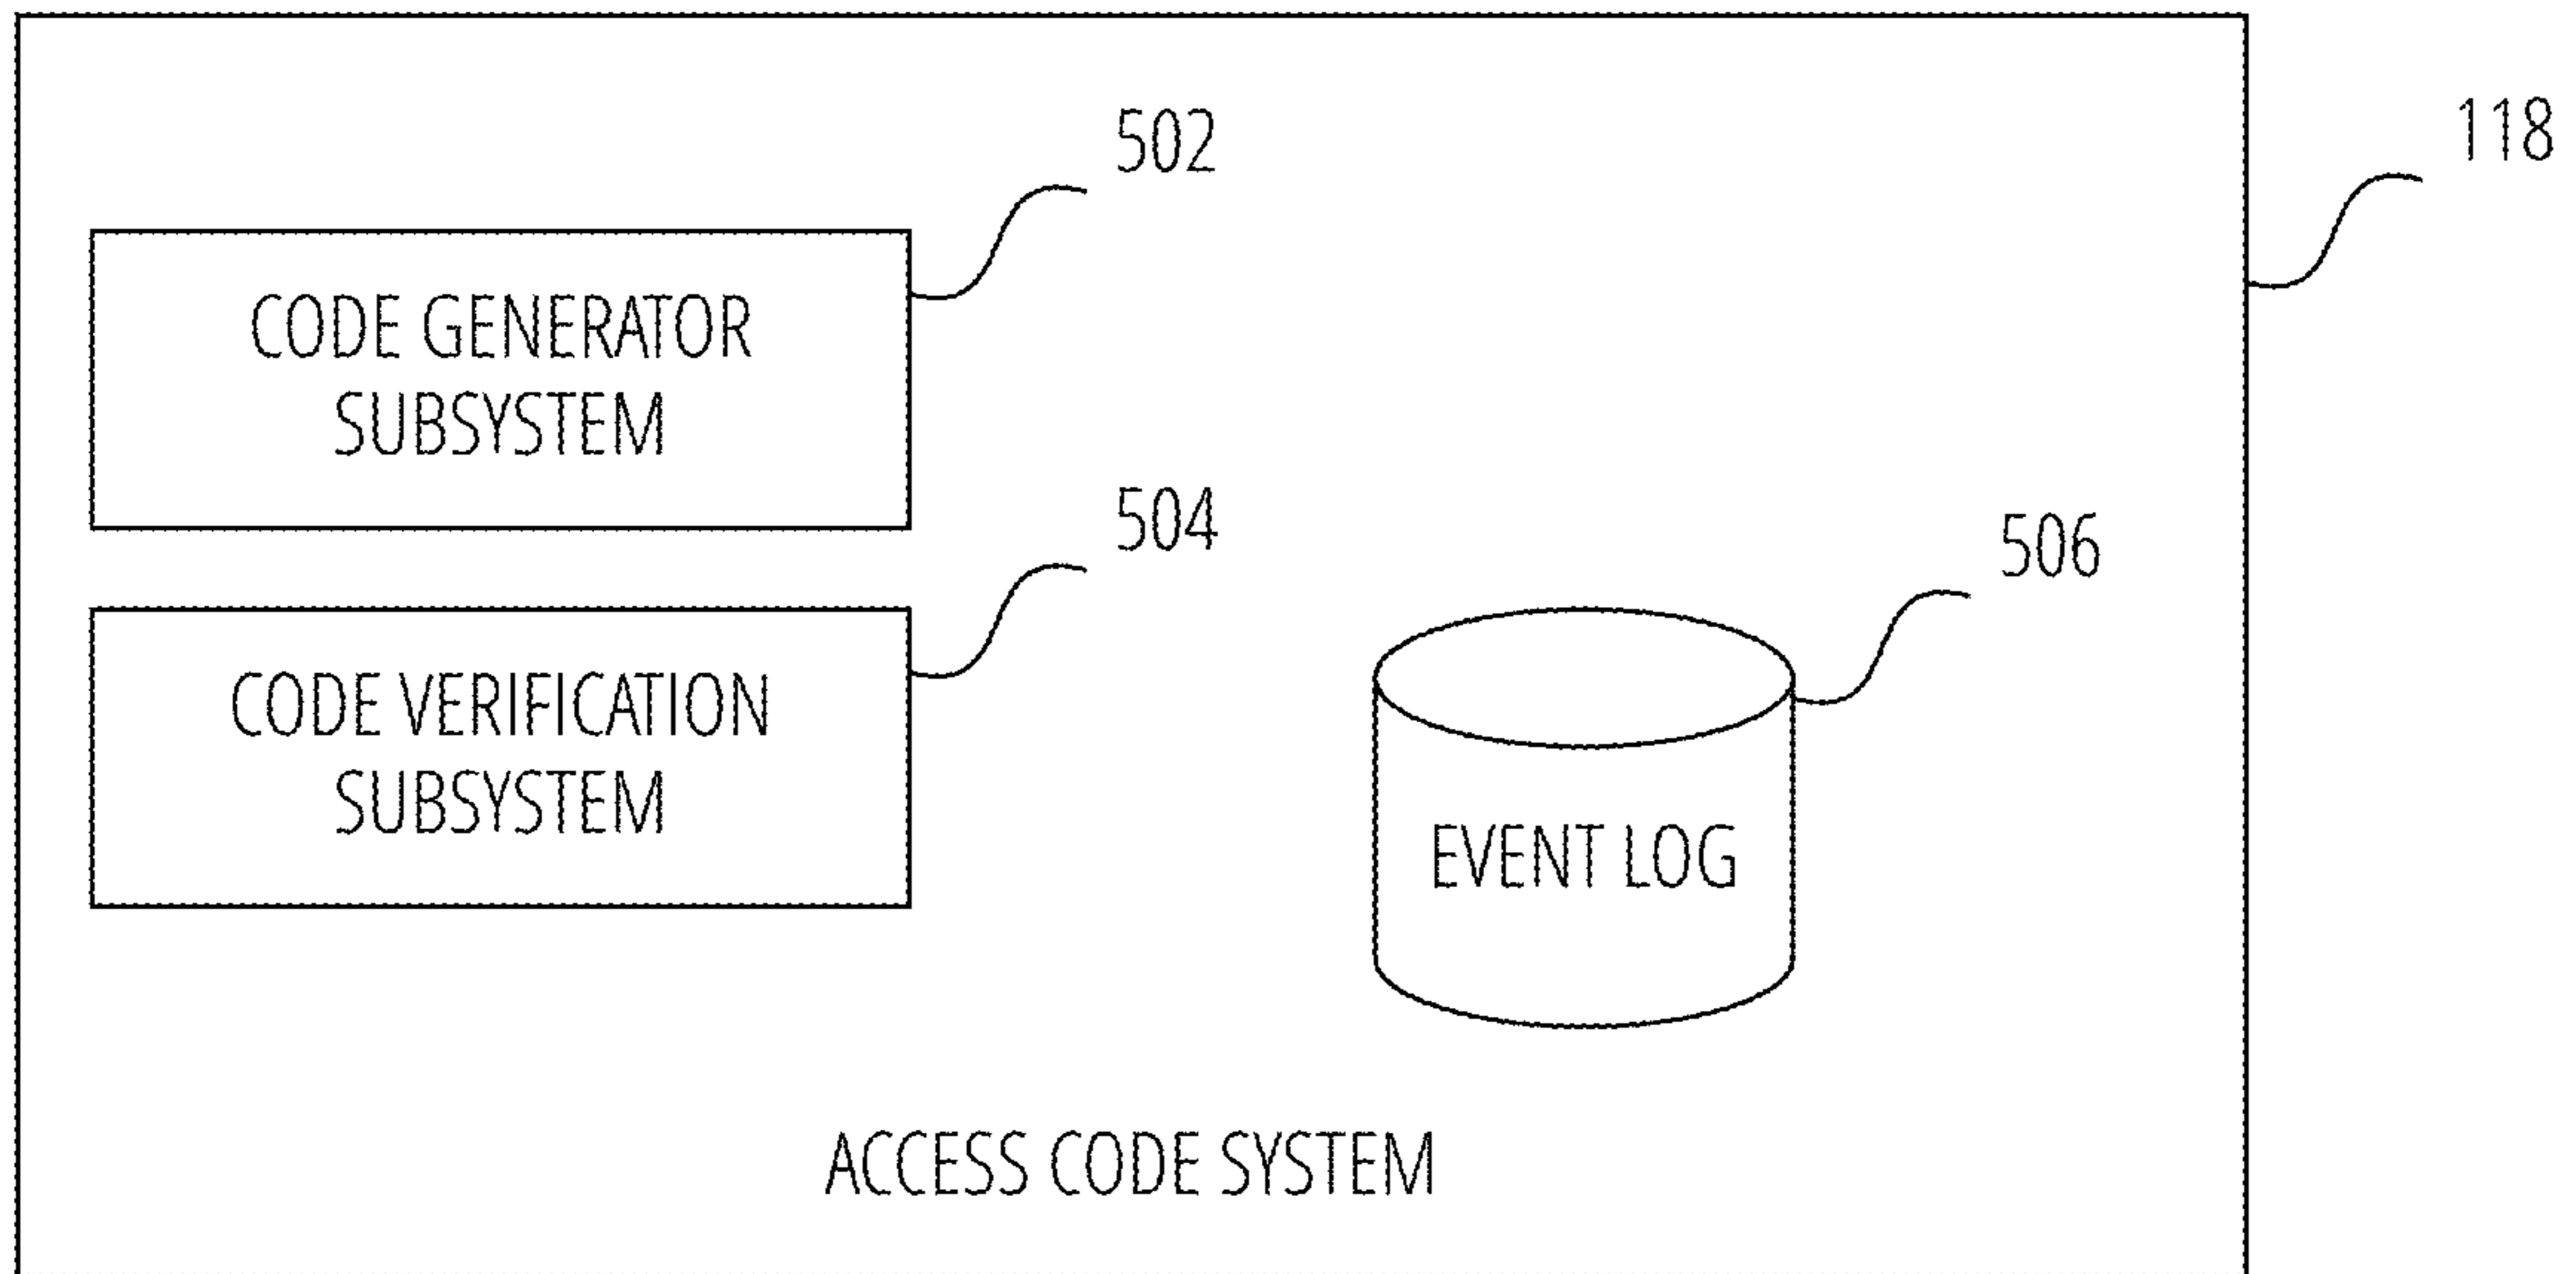 118
502
CODE GENERATOR
SUBSYSTEM
504
506
CODE VERIFICATION
SUBSYSTEM
EVENT LOG
ACCESS CODE SYSTEM